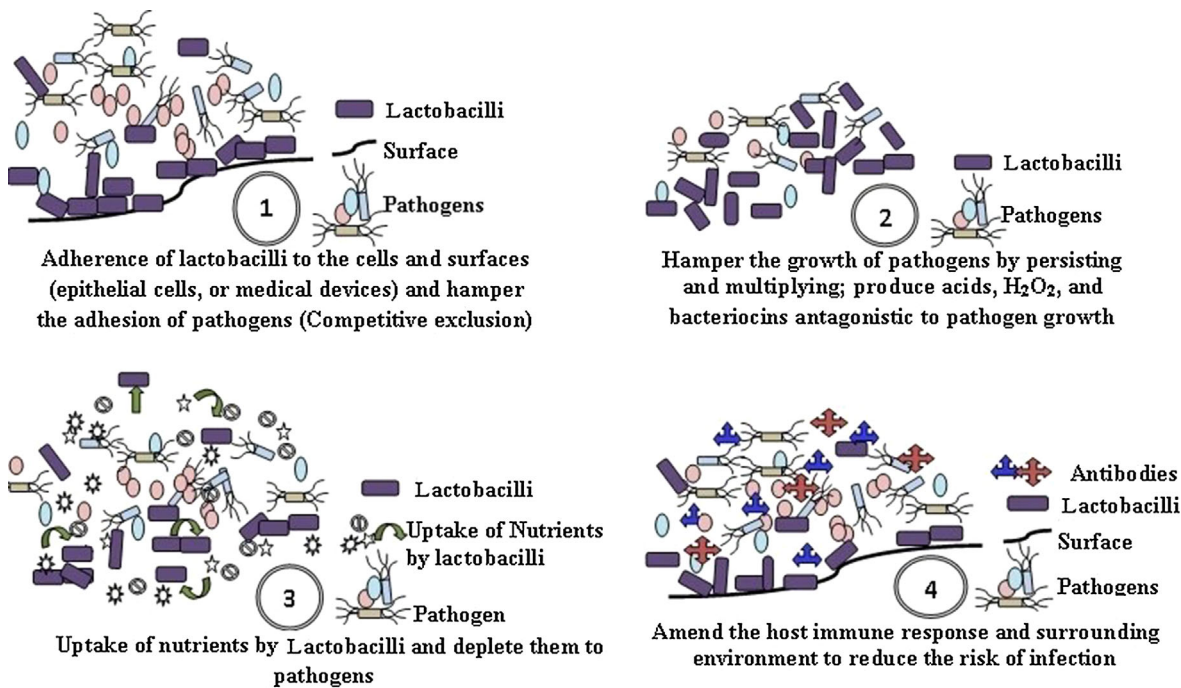 Lactobacilli
Surface
1
Pathogens
Adherence of lactobacilli to the cells and surfaces
(epithelial cells, or medical devices) and hamper
the adhesion of pathogens (Competitive exclusion)
Lactobacilli
2
Pathogens
Hamper the growth of pathogens by persisting
and multiplying; produce acids, H₂O₂, and
bacteriocins antagonistic to pathogen growth
Lactobacilli
Uptake of Nutrients
by lactobacilli
3
Pathogen
Uptake of nutrients by Lactobacilli and deplete them to
pathogens
Antibodies
Lactobacilli
Surface
4
Pathogens
Amend the host immune response and surrounding
environment to reduce the risk of infection